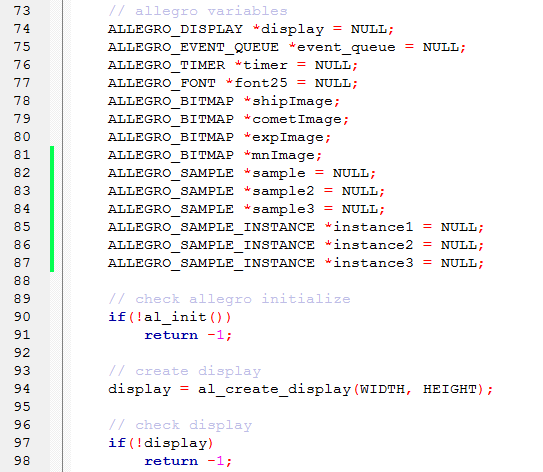 73 // allegro variables
74 ALLEGRO_DISPLAY *display = NULL;
75 ALLEGRO_EVENT_QUEUE *event_queue = NULL;
76 ALLEGRO_TIMER *timer = NULL;
77 ALLEGRO_FONT *font25 = NULL;
78 ALLEGRO_BITMAP *shipImage;
79 ALLEGRO_BITMAP *cometImage;
80 ALLEGRO_BITMAP *expImage;
81 ALLEGRO_BITMAP *mnImage;
82 ALLEGRO_SAMPLE *sample = NULL;
83 ALLEGRO_SAMPLE *sample2 = NULL;
84 ALLEGRO_SAMPLE *sample3 = NULL;
85 ALLEGRO_SAMPLE_INSTANCE *instance1 = NULL;
86 ALLEGRO_SAMPLE_INSTANCE *instance2 = NULL;
87 ALLEGRO_SAMPLE_INSTANCE *instance3 = NULL;
88
89 // check allegro initialize
90 if(!al_init())
91 return -1;
92
93 // create display
94 display = al_create_display(WIDTH, HEIGHT);
95
96 // check display
97 if(!display)
98 return -1;